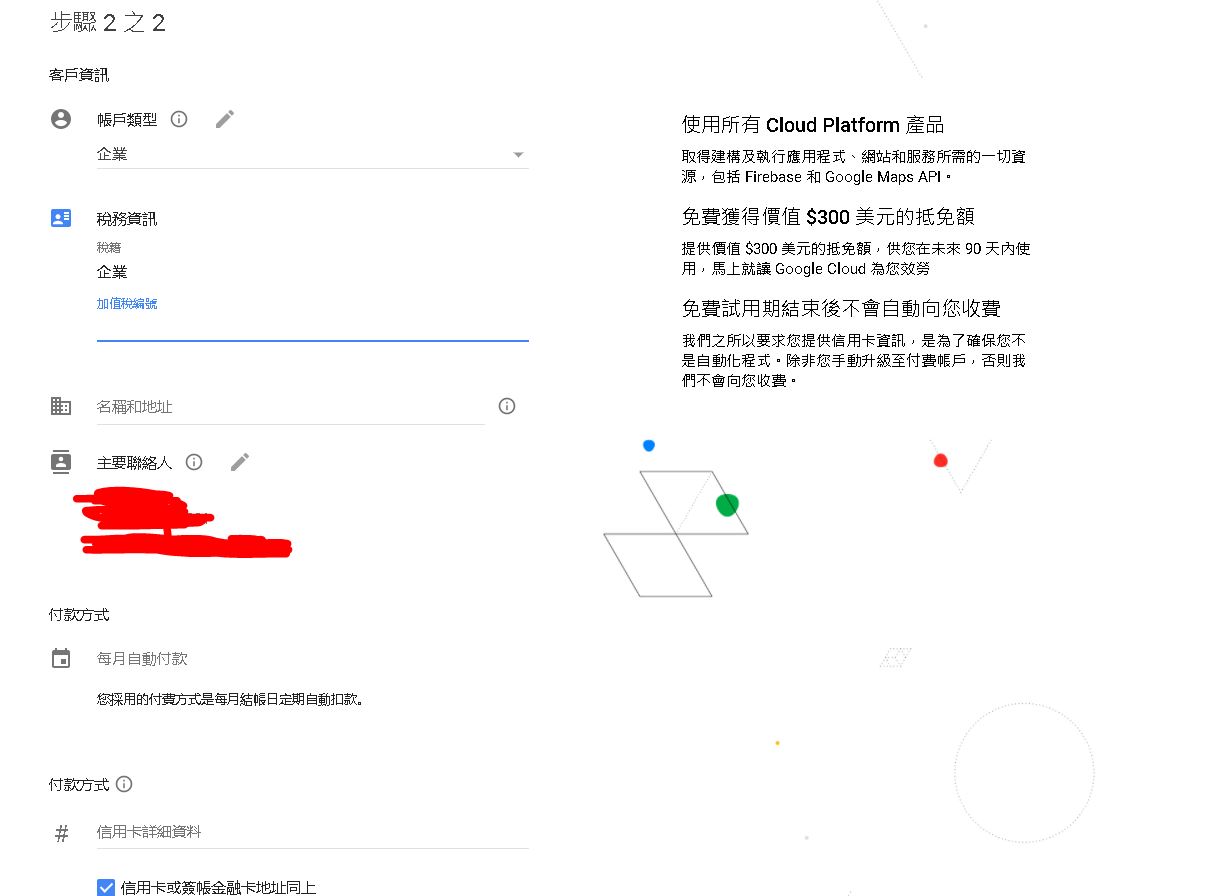 步驟 2 之 2
客戶資訊
帳戶類型
企業
稅務資訊
稅籍
企業
加值稅編號
名稱和地址
主要聯絡人
付款方式
每月自動付款
您採用的付費方式是每月結帳日定期自動扣款。
付款方式
# 信用卡詳細資料
信用卡或簽帳金融卡地址同上
使用所有 Cloud Platform 產品
取得建構及執行應用程式、網站和服務所需的一切資
源，包括 Firebase 和 Google Maps API。
免費獲得價值 $300 美元的抵免額
提供價值 $300 美元的抵免額，供您在未來 90 天內使
用，馬上就讓 Google Cloud 為您效勞
免費試用期結束後不會自動向您收費
我們之所以要求您提供信用卡資訊，是為了確保您不
是自動化程式。除非您手動升級至付費帳戶，否則我
們不會向您收費。